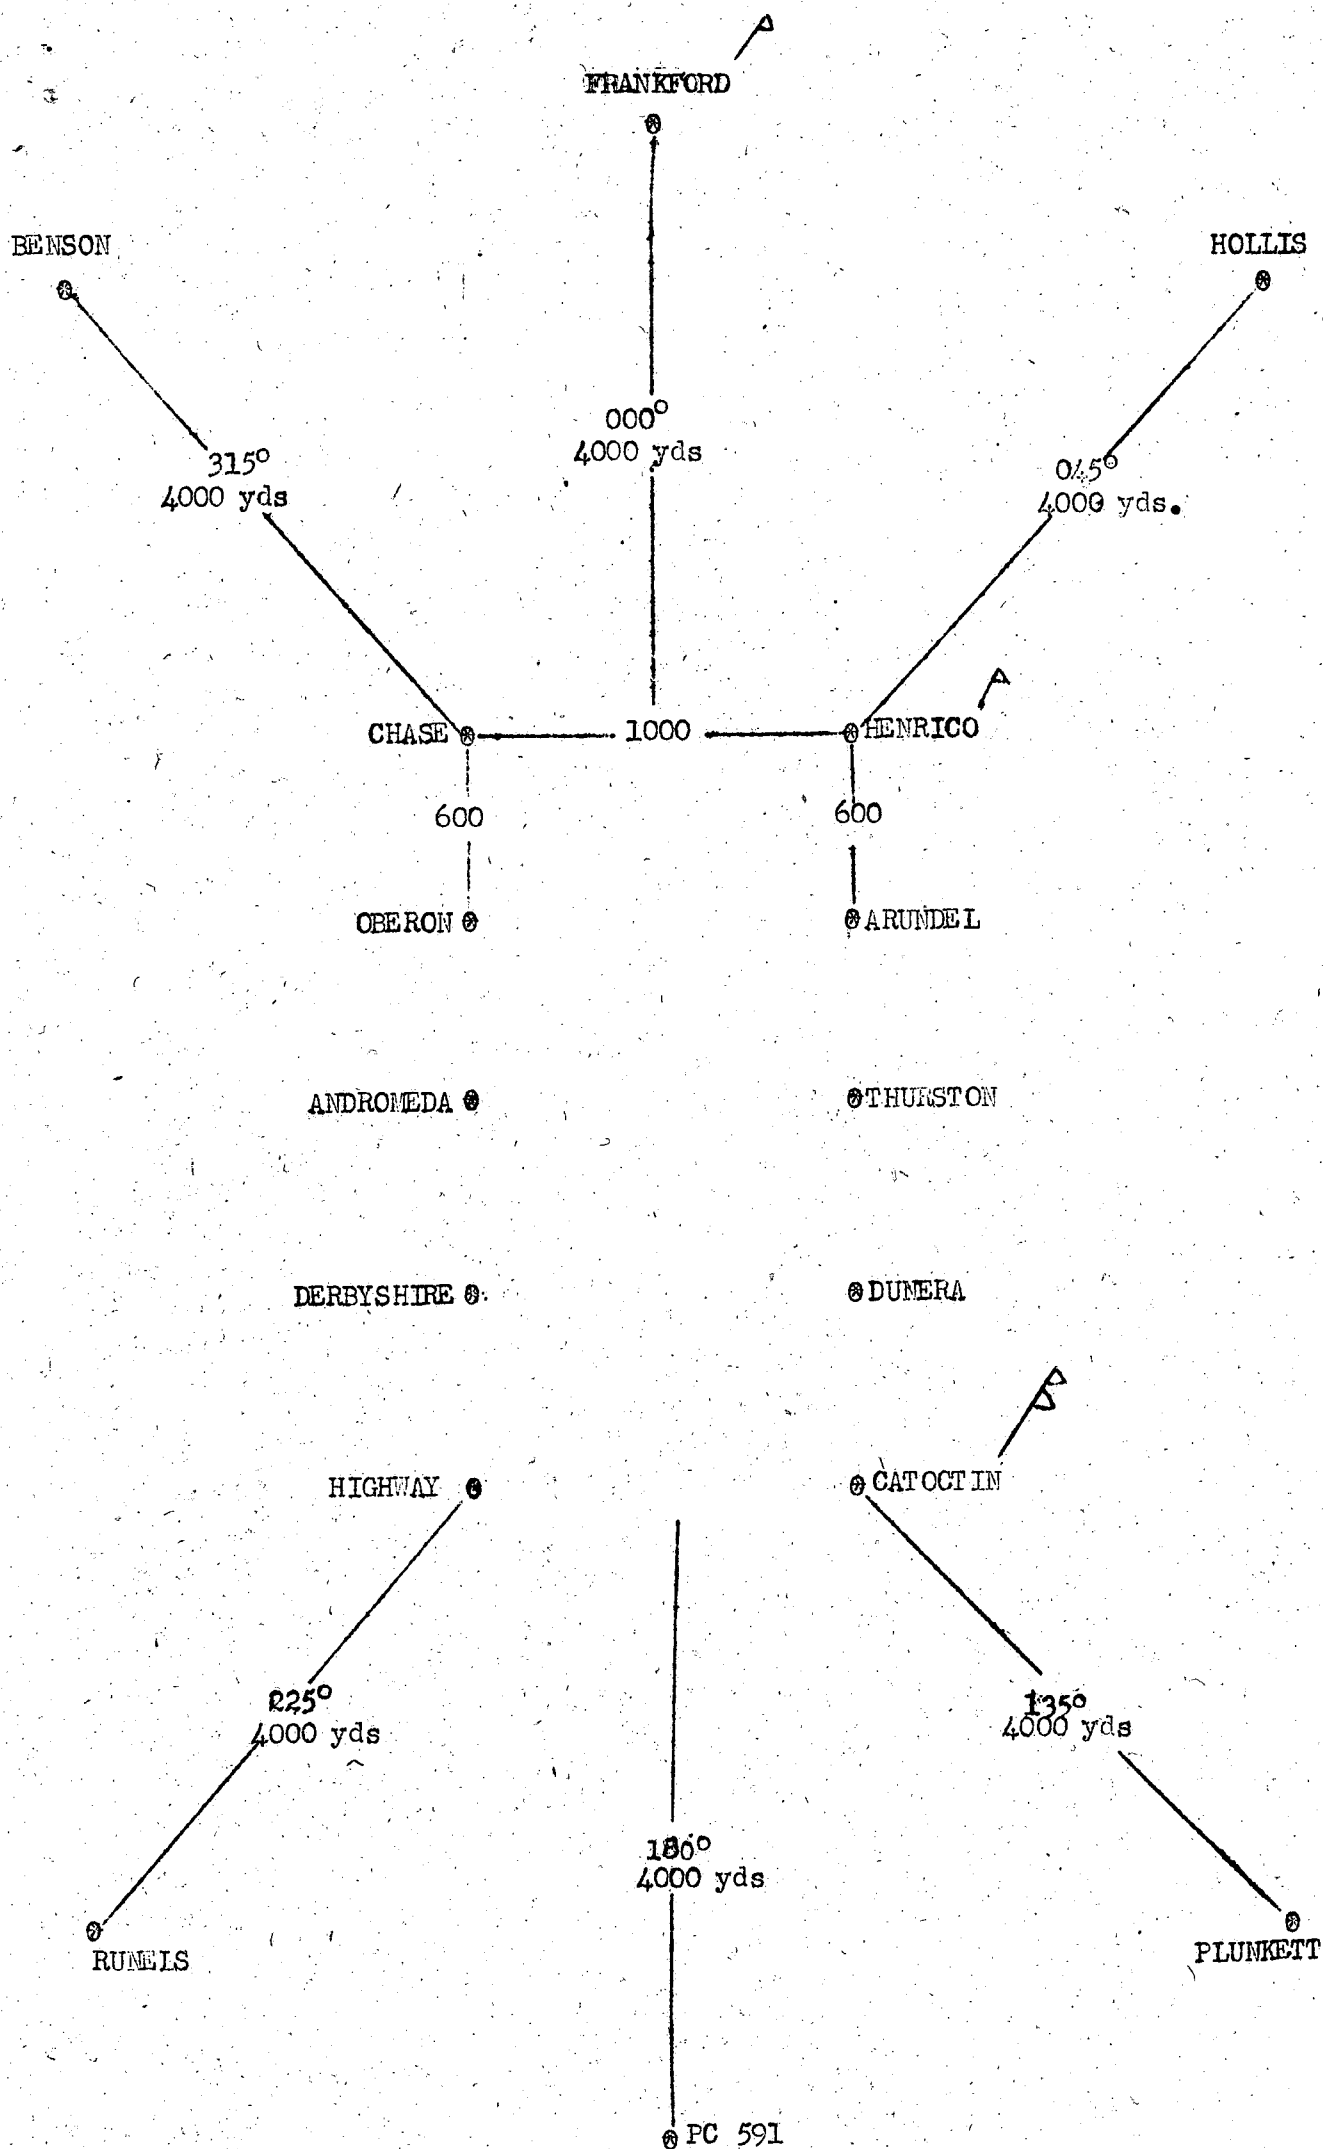 FRANKFORD
BENSON
HOLLIS
000°
4000 yds
315°
4000 yds
045°
4000 yds.
CHASE
1000
HENRICO
600
600
OBERON
ARUNDEL
ANDROMEDA
THURSTON
DERBYSHIRE
DUNERA
HIGHWAY
CATOCTIN
225°
4000 yds
135°
4000 yds
180°
4000 yds
RUNELS
PLUNKETT
PC 591